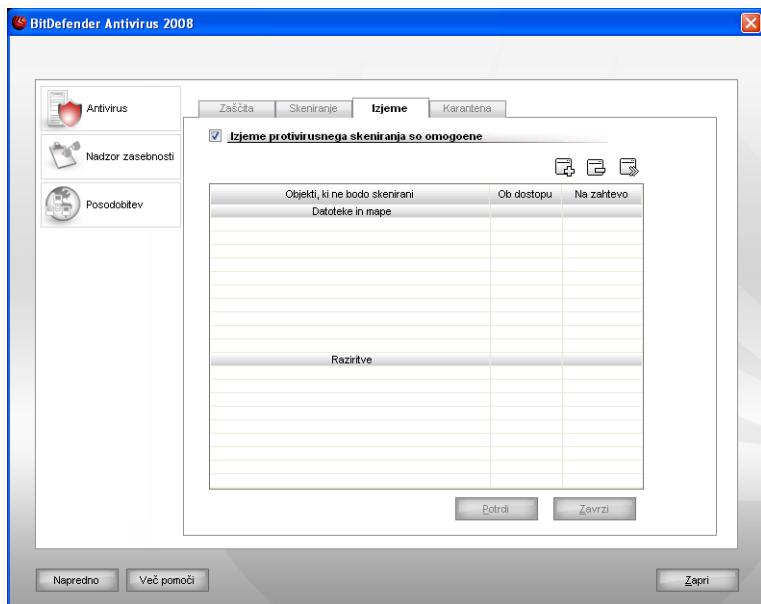 BitDefender Antivirus 2008
Antivirus
Nadzor zasebnosti
Posodobitev
Zaščita Skeniranje Izjeme Karantena
Izjeme protivirusnega skeniranja so omogoene
Objekti, ki ne bodo skenirani Ob dostopu Na zahtevo
Datoteke in mape
Raziritve
Potrdi Zavrzi
Napredno Več pomoči Zapri